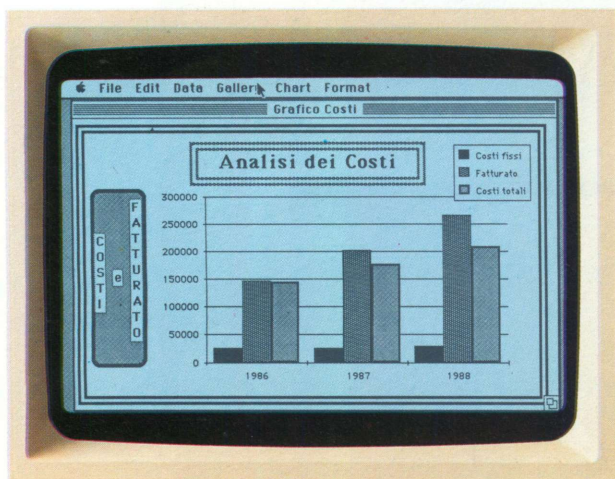 File Edit Data Gallery Chart Format
Grafico Costi
Analisi dei Costi
Costi fissi
Fatturato
Costi totali
COSTI
e
FATTURATO
300000
250000
200000
150000
100000
50000
0
1986 1987 1988